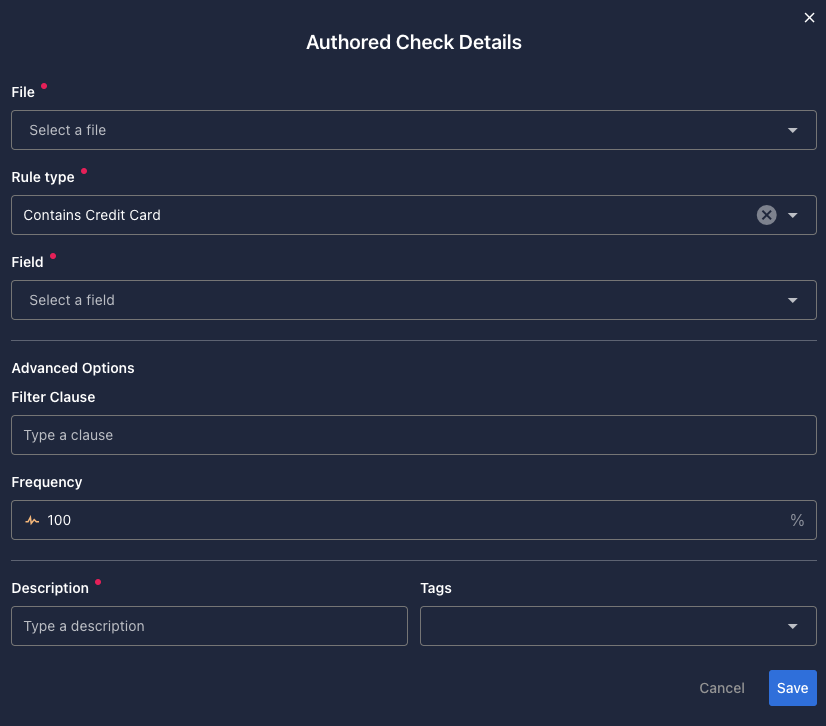 Authored Check Details
File
Select a file
Rule type
Contains Credit Card
Field
Select a field
Advanced Options
Filter Clause
Type a clause
Frequency
100 %
Description Tags
Type a description
Cancel Save